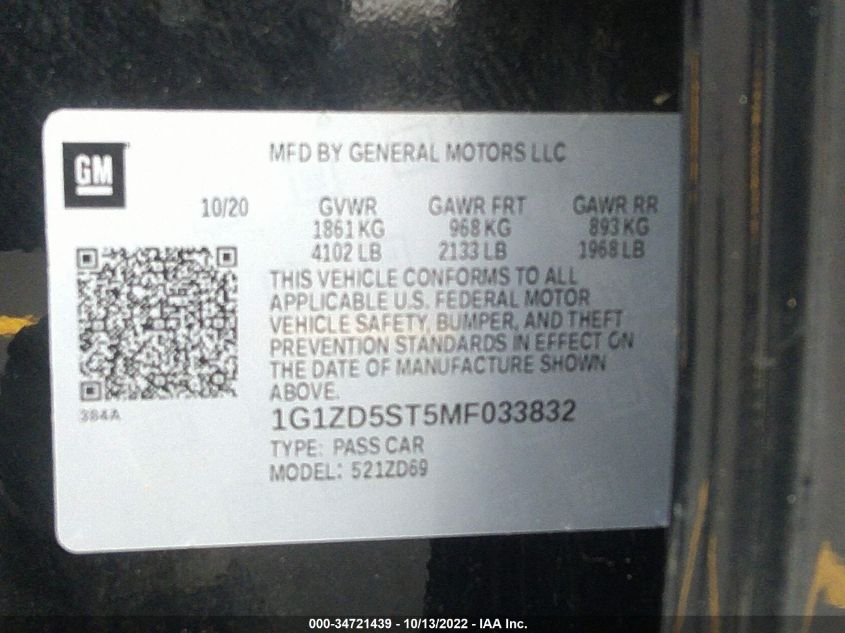 GM
MFD BY GENERAL MOTORS LLC
10/20 GVWR GAWR FRT GAWR RR
1861 KG 968 KG 893 KG
4102 LB 2133 LB 1968 LB
THIS VEHICLE CONFORMS TO ALL
APPLICABLE U.S. FEDERAL MOTOR
VEHICLE SAFETY, BUMPER, AND THEFT
PREVENTION STANDARDS IN EFFECT ON
THE DATE OF MANUFACTURE SHOWN
ABOVE.
384A
1G1ZD5ST5MF033832
TYPE: PASS CAR
MODEL: 521ZD69
000-34721439 - 10/13/2022 - IAA Inc.